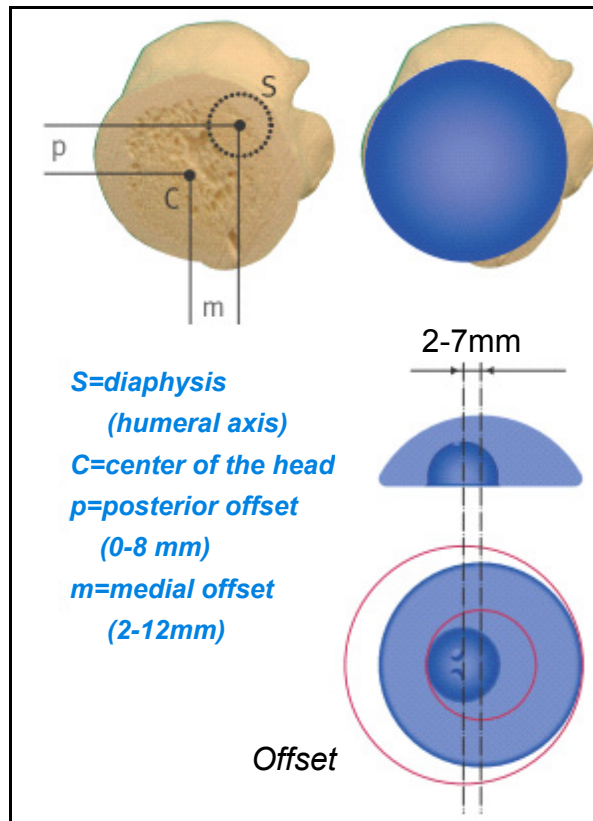 S
p
C
m
2-7mm
S=diaphysis
(humeral axis)
C=center of the head
p=posterior offset
(0-8 mm)
m=medial offset
(2-12mm)
Offset